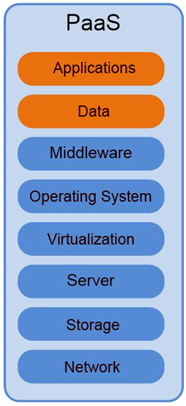 PaaS
Applications
Data
Middleware
Operating System
Virtualization
Server
Storage
Network